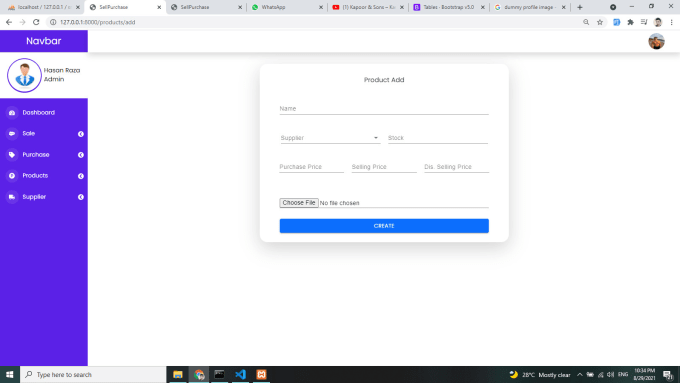 localhost / 127.0.0.1 /
SellPurchase
SellPurchase
WhatsApp
(1) Kapoor & Sons –
Tables · Bootstrap v5.0
dummy profile image -
127.0.0.1:8000/products/add
Navbar
Hasan Raza
Admin
Dashboard
Sale
Purchase
Products
Supplier
Product Add
Name
Supplier
Stock
Purchase Price
Selling Price
Dis. Selling Price
Choose File No file chosen
CREATE
Type here to search
28°C Mostly clear
ENG
10:34 PM
8/29/2021